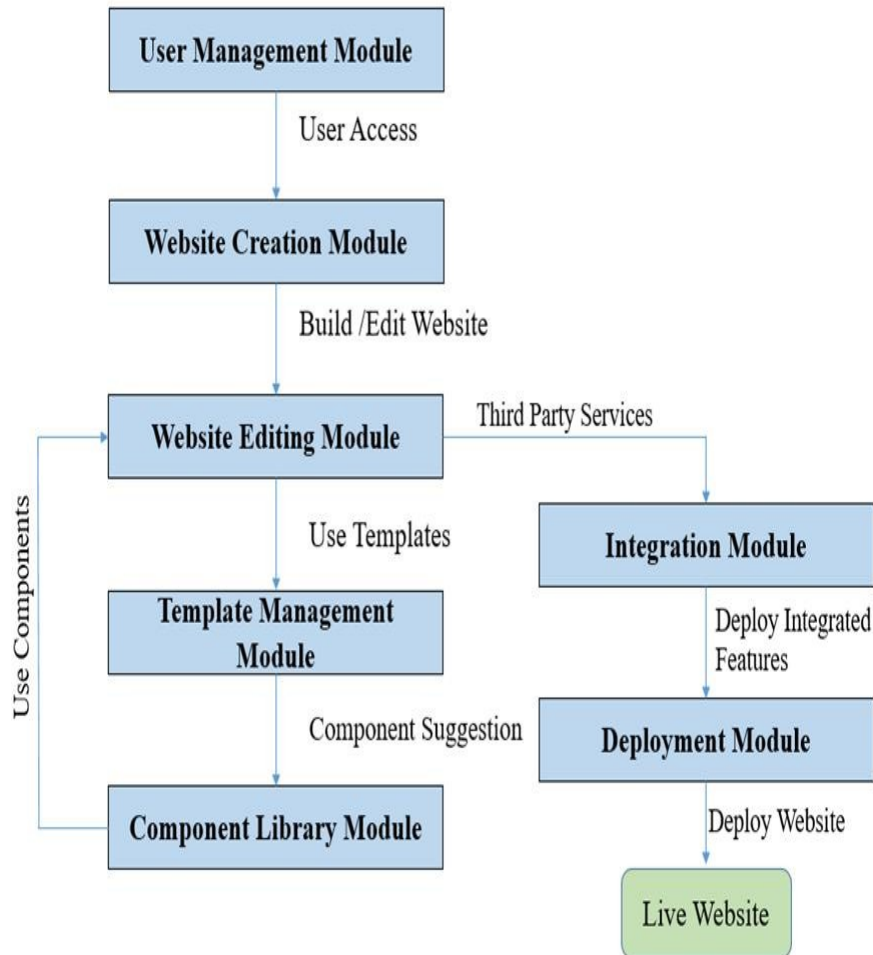 User Management Module
User Access
Website Creation Module
Build /Edit Website
Website Editing Module
Third Party Services
Use Templates
Integration Module
Template Management
Module
Deploy Integrated
Features
Use Components
Component Suggestion
Deployment Module
Component Library Module
Deploy Website
Live Website